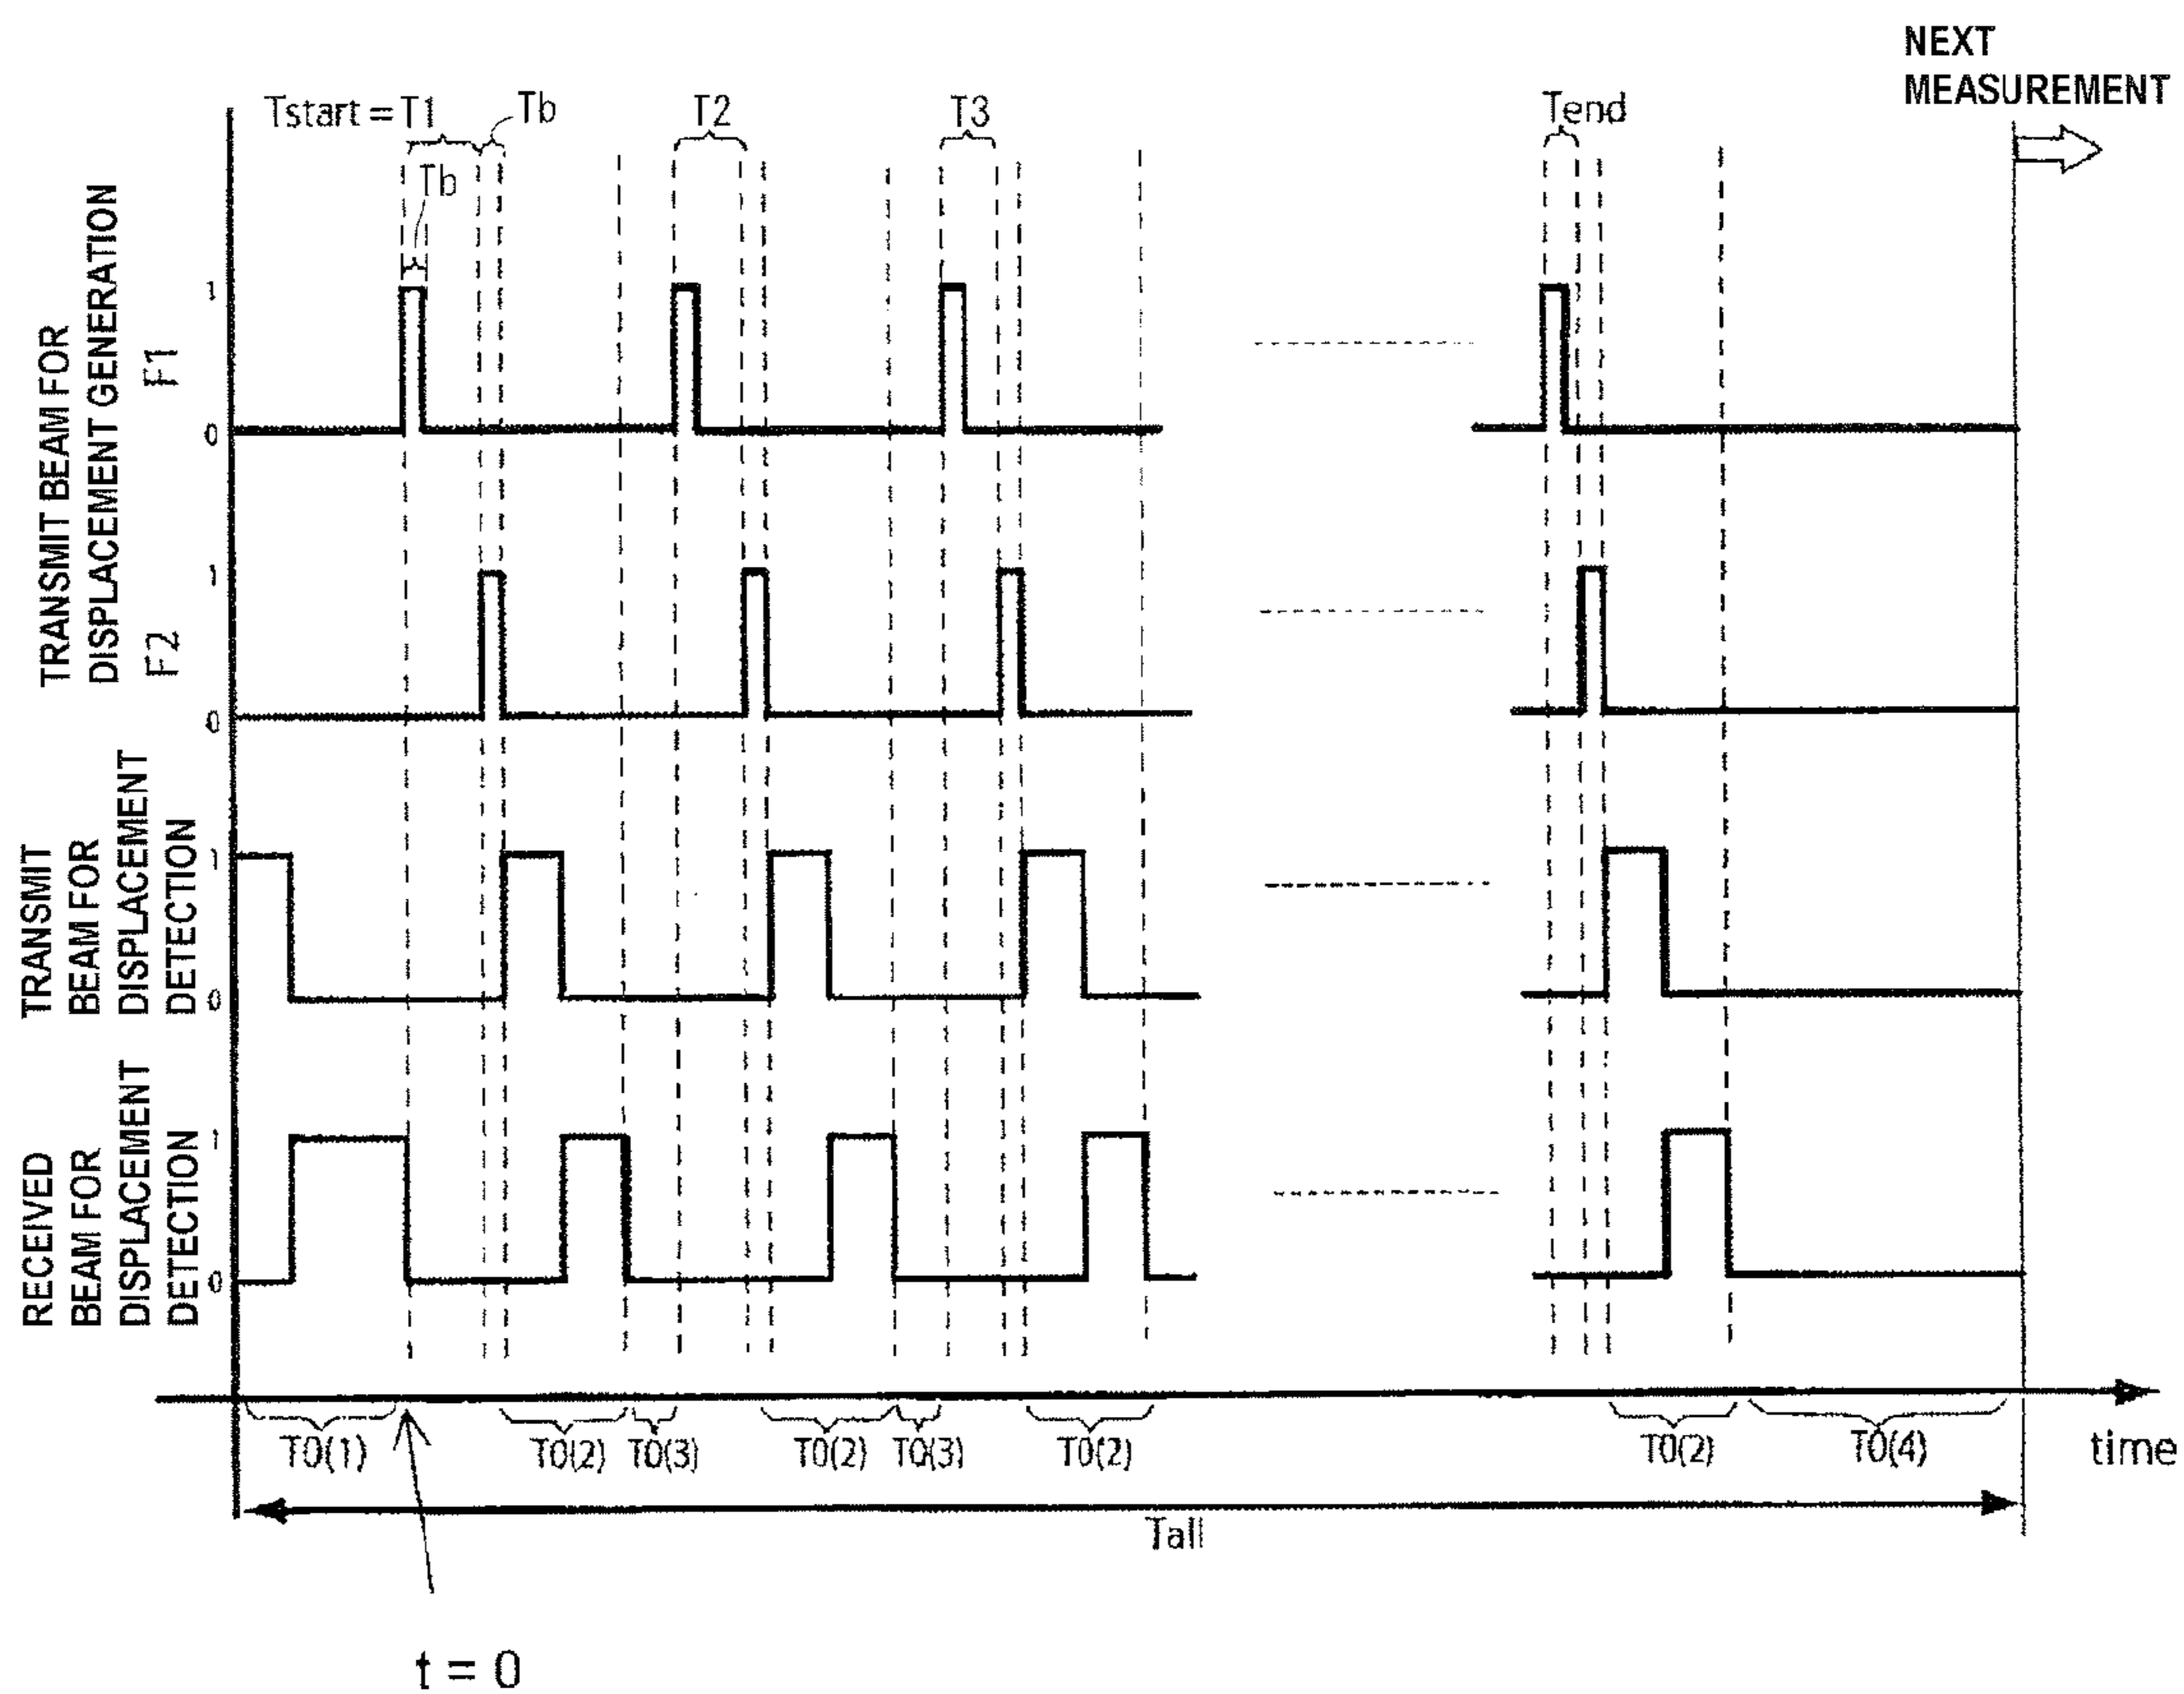 NEXT
MEASUREMENT
Tstart = T1
Tb
T2
T3
Tend
Tb
TRANSMIT BEAM FOR
DISPLACEMENT GENERATION
F1
1
0
F2
1
0
TRANSMIT
BEAM FOR
DISPLACEMENT
DETECTION
1
0
RECEIVED
BEAM FOR
DISPLACEMENT
DETECTION
1
0
T0(1)
T0(2)
T0(3)
T0(2)
T0(3)
T0(2)
T0(2)
T0(4)
time
Tall
t = 0